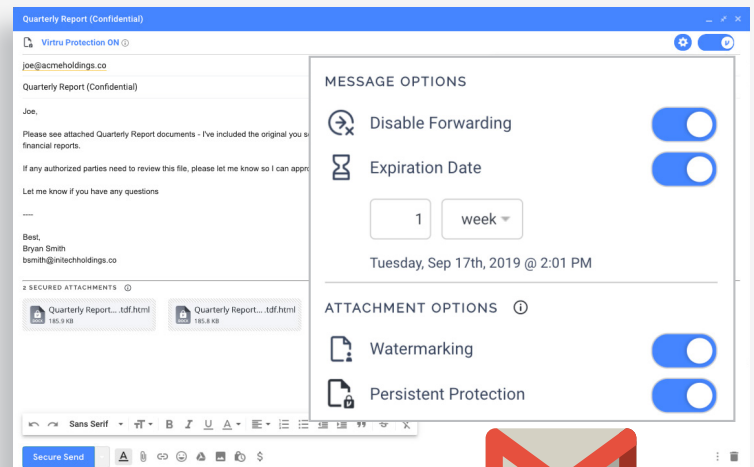 Quarterly Report (Confidential)
Virtru Protection ON
joe@acmeholdings.co
Quarterly Report (Confidential)
Joe,
Please see attached Quarterly Report documents - I've included the original you
financial reports.
If any authorized parties need to review this file, please let me know so I can
Let me know if you have any questions
----
Best,
Bryan Smith
bsmith@initechholdings.co
2 SECURED ATTACHMENTS
Quarterly Report... .tdf.html
185.9 KB
Quarterly Report... .tdf.html
185.8 KB
MESSAGE OPTIONS
Disable Forwarding
Expiration Date
1 week
Tuesday, Sep 17th, 2019 @ 2:01 PM
ATTACHMENT OPTIONS
Watermarking
Persistent Protection
Sans Serif
Secure Send